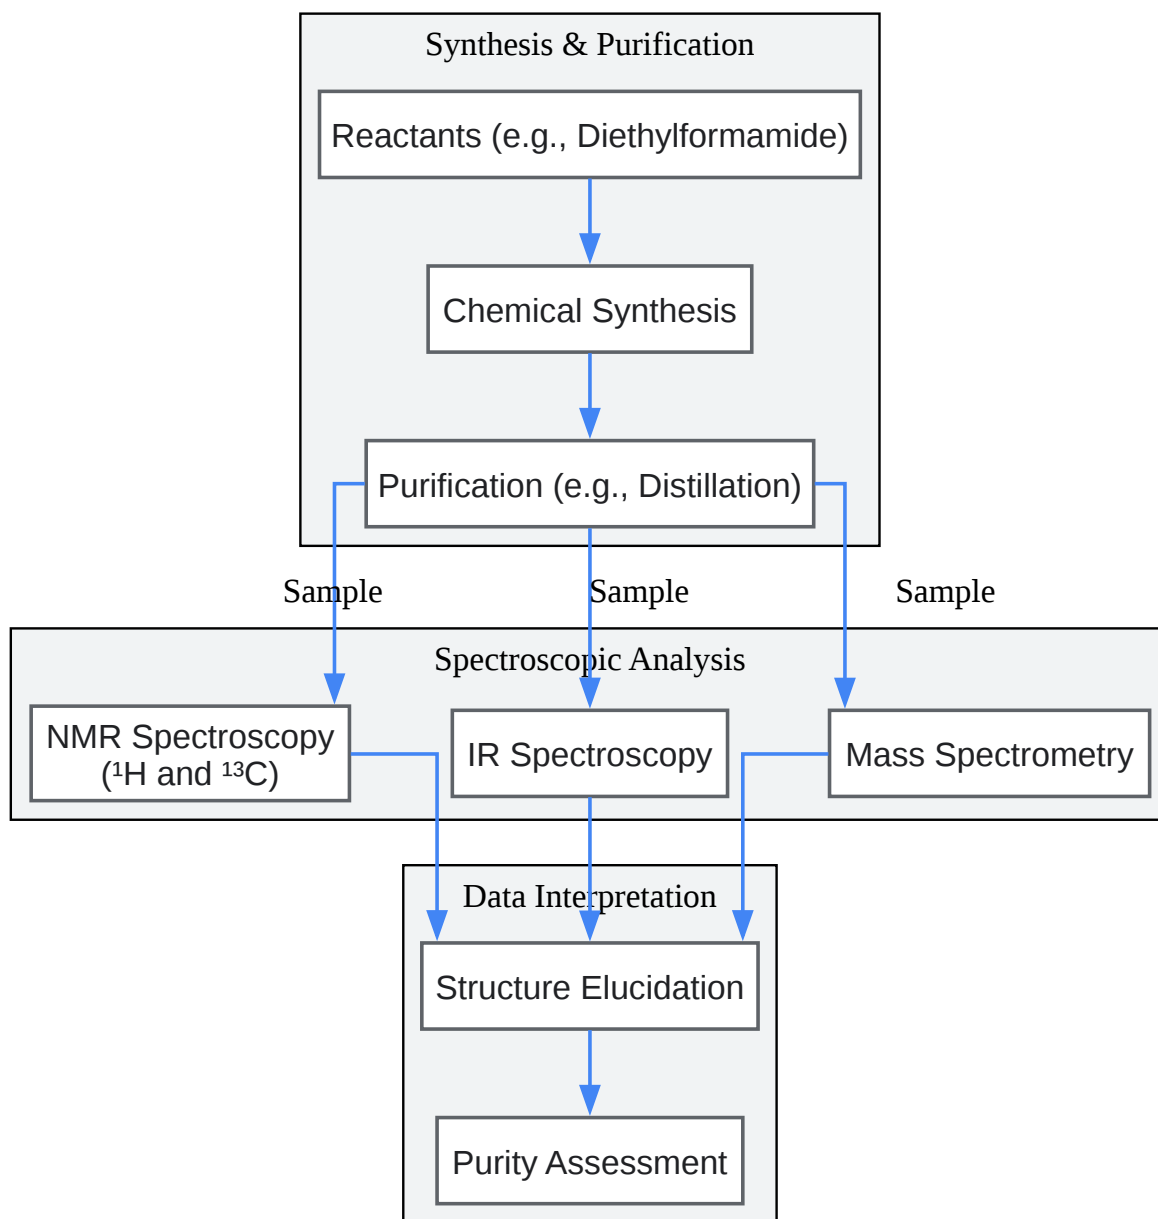 Synthesis & Purification
Reactants (e.g., Diethylformamide)
Chemical Synthesis
Purification (e.g., Distillation)
Sample
Sample
Sample
Spectroscopic Analysis
NMR Spectroscopy
(¹H and ¹³C)
IR Spectroscopy
Mass Spectrometry
Data Interpretation
Structure Elucidation
Purity Assessment